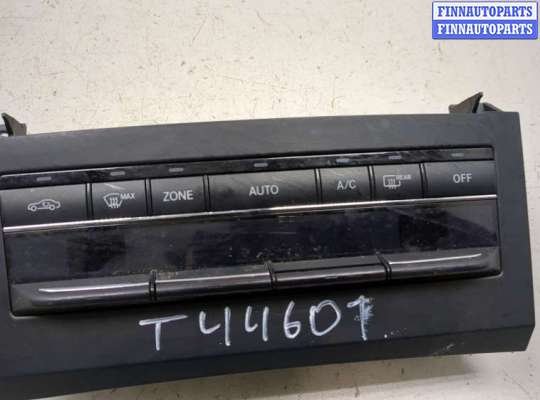 FINNAUTOPARTS
FINNAUTOPARTS
MAX ZONE AUTO A/C REAR OFF
T44607